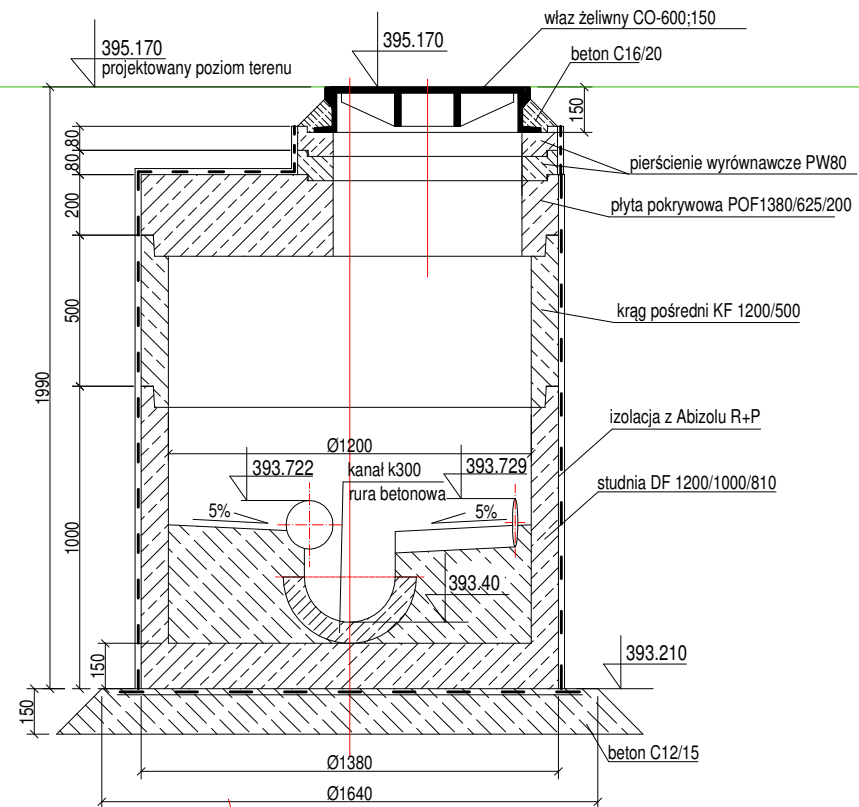 właz żeliwny CO-600;150
395.170
projektowany poziom terenu
395.170
beton C16/20
150
80
80
pierścienie wyrównawcze PW80
200
płyta pokrywowa POF1380/625/200
500
krąg pośredni KF 1200/500
1990
izolacja z Abizolu R+P
Ø1200
393.722
kanał k300
393.729
rura betonowa
studnia DF 1200/1000/810
5%
5%
1000
393.40
150
393.210
150
beton C12/15
Ø1380
Ø1640